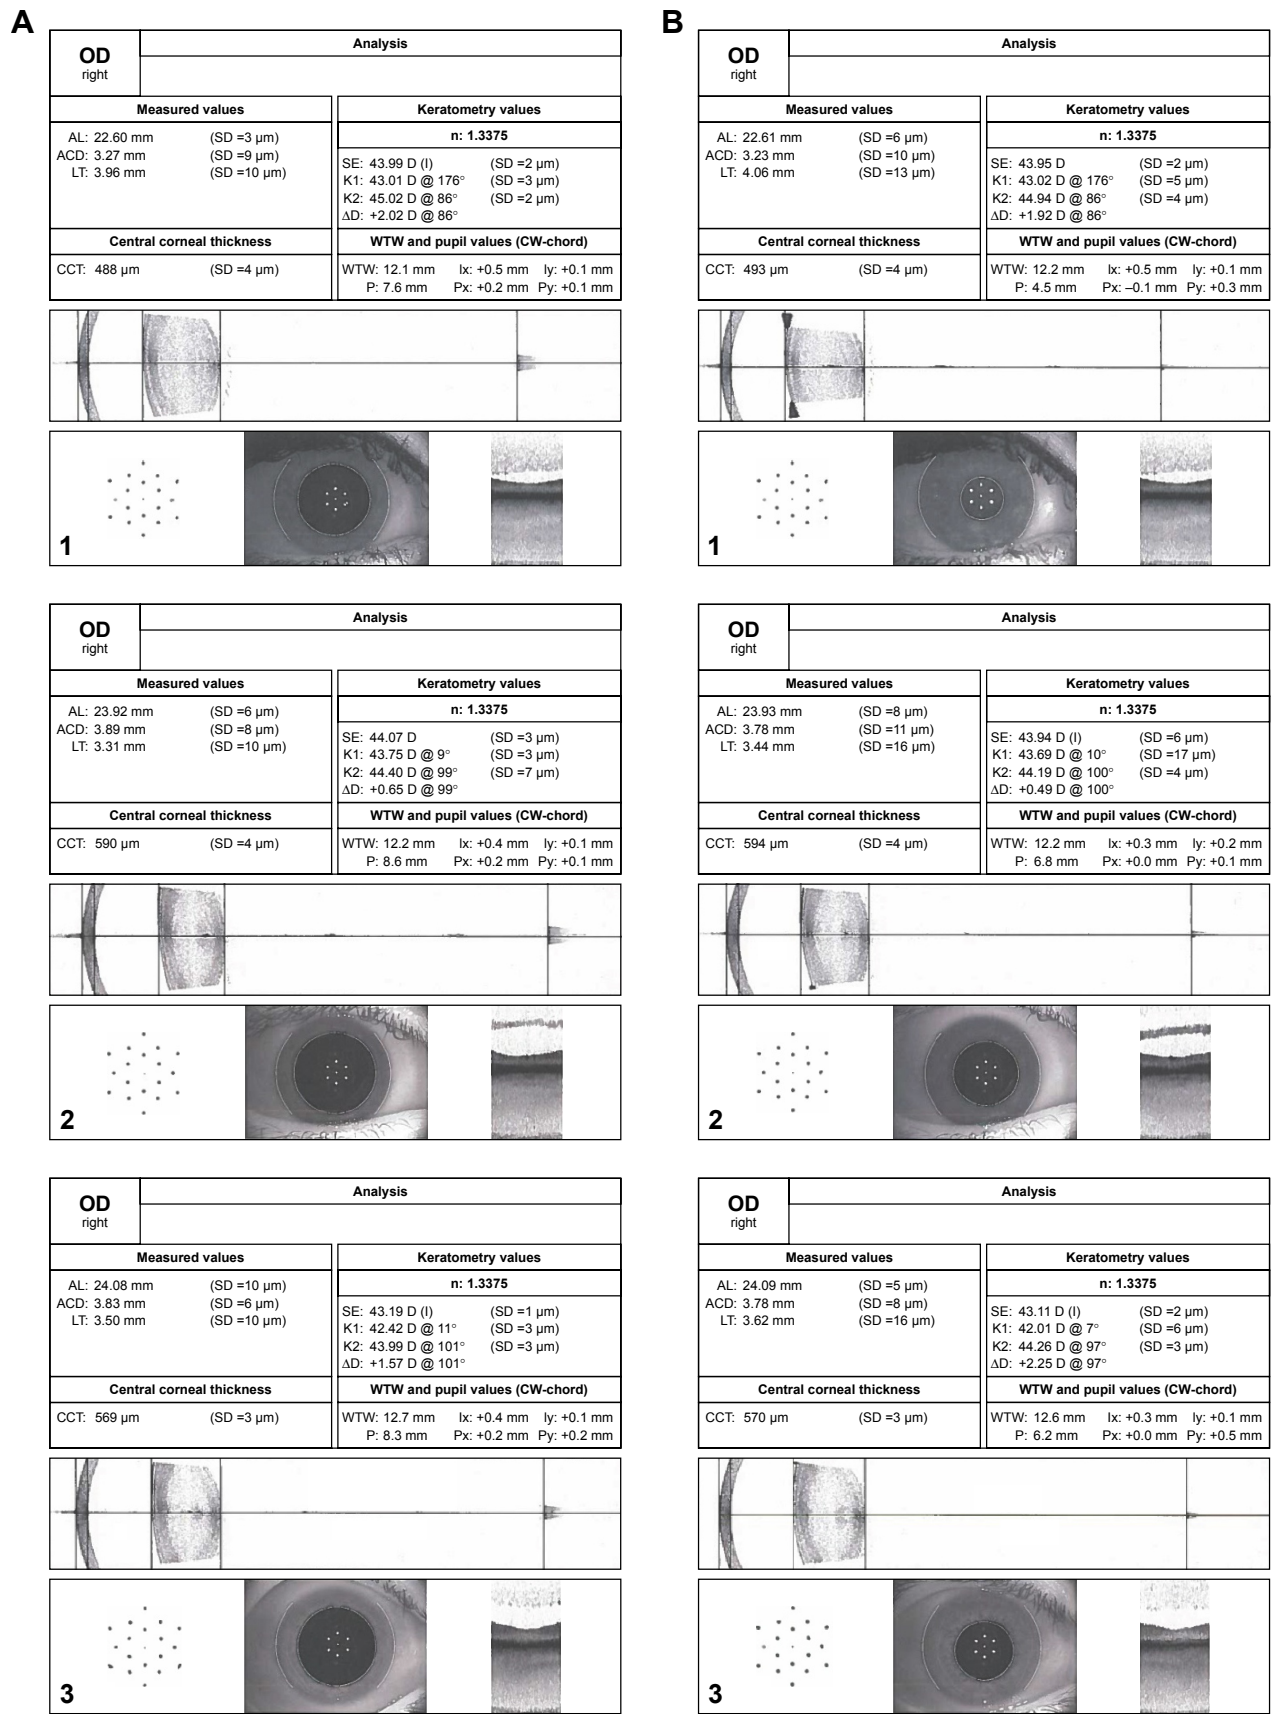 A
OD
right
Analysis
Measured values
Keratometry values
AL: 22.60 mm (SD =3 µm)
ACD: 3.27 mm (SD =9 µm)
LT: 3.96 mm (SD =10 µm)
n: 1.3375
SE: 43.99 D (I) (SD =2 µm)
K1: 43.01 D @ 176° (SD =3 µm)
K2: 45.02 D @ 86° (SD =2 µm)
ΔD: +2.02 D @ 86°
Central corneal thickness
WTW and pupil values (CW-chord)
CCT: 488 µm (SD =4 µm)
WTW: 12.1 mm Ix: +0.5 mm Iy: +0.1 mm
P: 7.6 mm Px: +0.2 mm Py: +0.1 mm
1
OD
right
Analysis
Measured values
Keratometry values
AL: 23.92 mm (SD =6 µm)
ACD: 3.89 mm (SD =8 µm)
LT: 3.31 mm (SD =10 µm)
n: 1.3375
SE: 44.07 D (SD =3 µm)
K1: 43.75 D @ 9° (SD =3 µm)
K2: 44.40 D @ 99° (SD =7 µm)
ΔD: +0.65 D @ 99°
Central corneal thickness
WTW and pupil values (CW-chord)
CCT: 590 µm (SD =4 µm)
WTW: 12.2 mm Ix: +0.4 mm Iy: +0.1 mm
P: 8.6 mm Px: +0.2 mm Py: +0.1 mm
2
OD
right
Analysis
Measured values
Keratometry values
AL: 24.08 mm (SD =10 µm)
ACD: 3.83 mm (SD =6 µm)
LT: 3.50 mm (SD =10 µm)
n: 1.3375
SE: 43.19 D (I) (SD =1 µm)
K1: 42.42 D @ 11° (SD =3 µm)
K2: 43.99 D @ 101° (SD =3 µm)
ΔD: +1.57 D @ 101°
Central corneal thickness
WTW and pupil values (CW-chord)
CCT: 569 µm (SD =3 µm)
WTW: 12.7 mm Ix: +0.4 mm Iy: +0.1 mm
P: 8.3 mm Px: +0.2 mm Py: +0.2 mm
3
B
OD
right
Analysis
Measured values
Keratometry values
AL: 22.61 mm (SD =6 µm)
ACD: 3.23 mm (SD =10 µm)
LT: 4.06 mm (SD =13 µm)
n: 1.3375
SE: 43.95 D (SD =2 µm)
K1: 43.02 D @ 176° (SD =5 µm)
K2: 44.94 D @ 86° (SD =4 µm)
ΔD: +1.92 D @ 86°
Central corneal thickness
WTW and pupil values (CW-chord)
CCT: 493 µm (SD =4 µm)
WTW: 12.2 mm Ix: +0.5 mm Iy: +0.1 mm
P: 4.5 mm Px: –0.1 mm Py: +0.3 mm
1
OD
right
Analysis
Measured values
Keratometry values
AL: 23.93 mm (SD =8 µm)
ACD: 3.78 mm (SD =11 µm)
LT: 3.44 mm (SD =16 µm)
n: 1.3375
SE: 43.94 D (I) (SD =6 µm)
K1: 43.69 D @ 10° (SD =17 µm)
K2: 44.19 D @ 100° (SD =4 µm)
ΔD: +0.49 D @ 100°
Central corneal thickness
WTW and pupil values (CW-chord)
CCT: 594 µm (SD =4 µm)
WTW: 12.2 mm Ix: +0.3 mm Iy: +0.2 mm
P: 6.8 mm Px: +0.0 mm Py: +0.1 mm
2
OD
right
Analysis
Measured values
Keratometry values
AL: 24.09 mm (SD =5 µm)
ACD: 3.78 mm (SD =8 µm)
LT: 3.62 mm (SD =16 µm)
n: 1.3375
SE: 43.11 D (I) (SD =2 µm)
K1: 42.01 D @ 7° (SD =6 µm)
K2: 44.26 D @ 97° (SD =3 µm)
ΔD: +2.25 D @ 97°
Central corneal thickness
WTW and pupil values (CW-chord)
CCT: 570 µm (SD =3 µm)
WTW: 12.6 mm Ix: +0.3 mm Iy: +0.1 mm
P: 6.2 mm Px: +0.0 mm Py: +0.5 mm
3